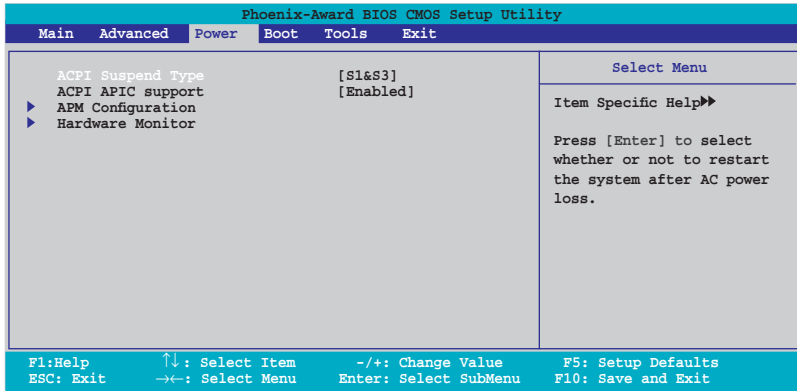 Phoenix-Award BIOS CMOS Setup Utility
Main Advanced Power Boot Tools Exit
ACPI Suspend Type [S1&S3]
ACPI APIC support [Enabled]
APM Configuration
Hardware Monitor
Select Menu
Item Specific Help
Press [Enter] to select
whether or not to restart
the system after AC power
loss.
F1:Help ↑↓: Select Item -/+: Change Value F5: Setup Defaults
ESC: Exit →←: Select Menu Enter: Select SubMenu F10: Save and Exit